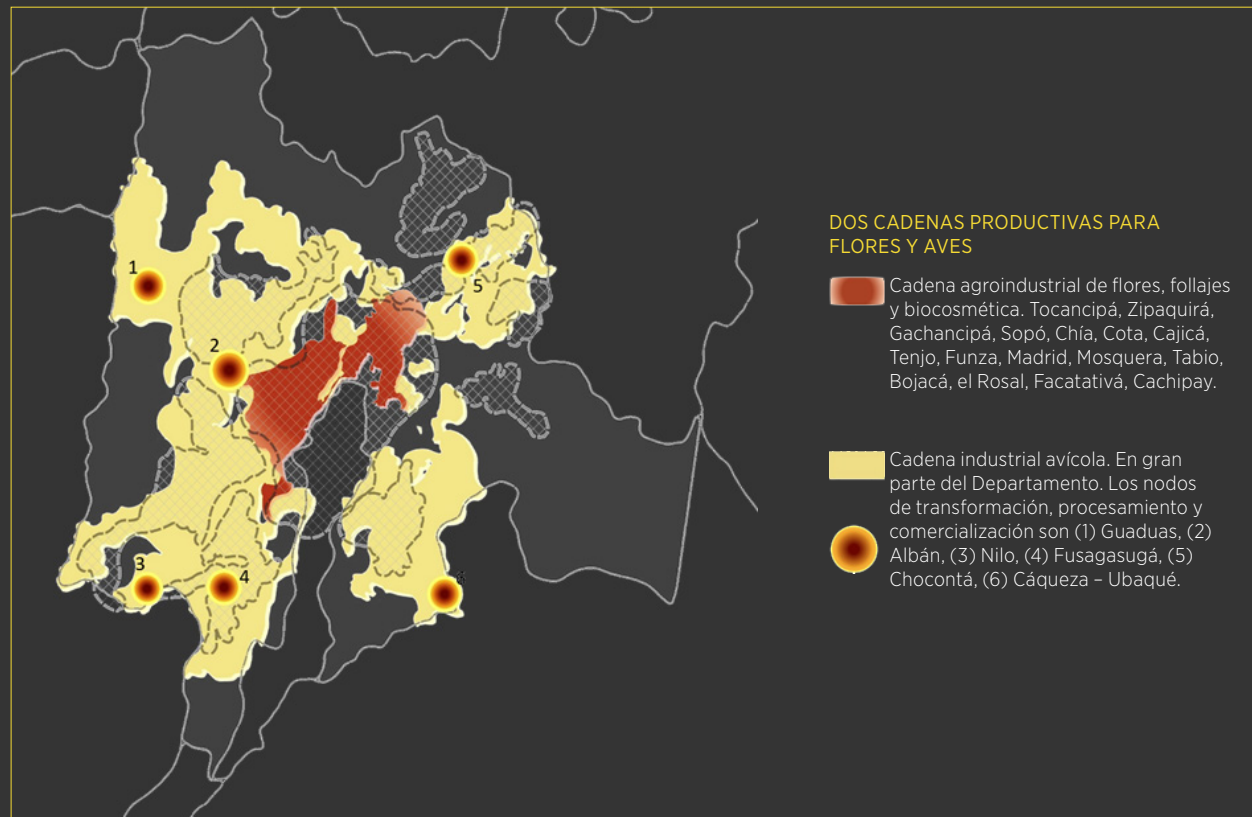 1
2
3
4
5
6
DOS CADENAS PRODUCTIVAS PARA
FLORES Y AVES
Cadena agroindustrial de flores, follajes
y biocosmética. Tocancipá, Zipaquirá,
Gachancipá, Sopó, Chía, Cota, Cajicá,
Tenjo, Funza, Madrid, Mosquera, Tabio,
Bojacá, el Rosal, Facatativá, Cachipay.
Cadena industrial avícola. En gran
parte del Departamento. Los nodos
de transformación, procesamiento y
comercialización son (1) Guaduas, (2)
Albán, (3) Nilo, (4) Fusagasugá, (5)
Chocontá, (6) Cáqueza – Ubaqué.